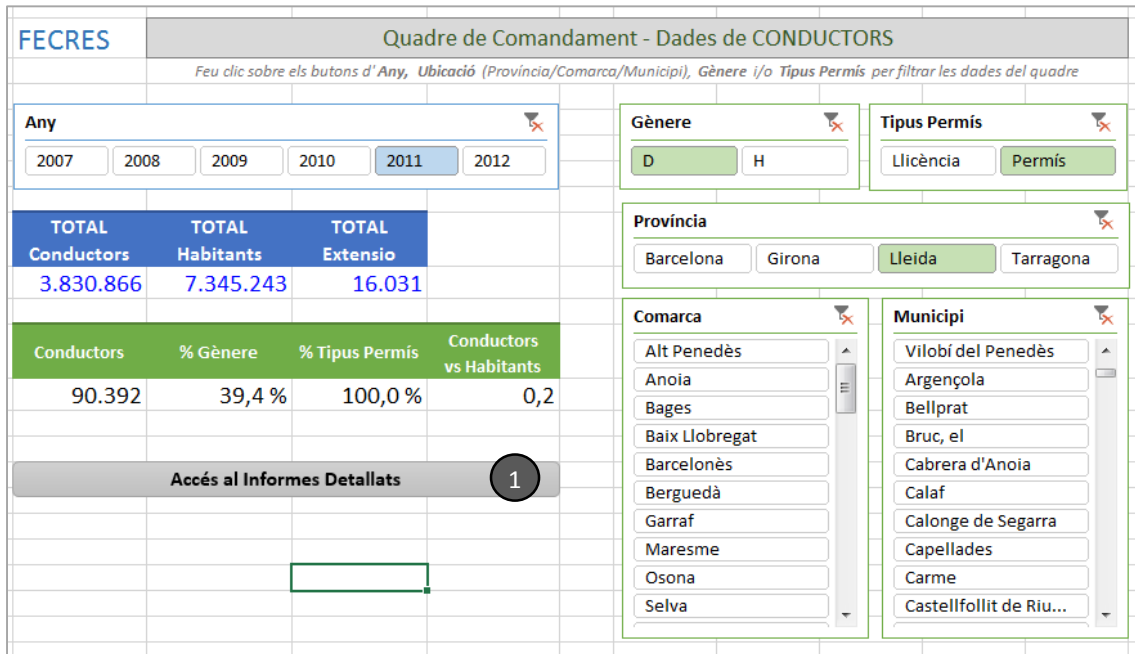 FECRES
Quadre de Comandament - Dades de CONDUCTORS
Feu clic sobre els butons d'Any, Ubicació (Província/Comarca/Municipi), Gènere i/o Tipus Permís per filtrar les dades del quadre
Any
2007 2008 2009 2010 2011 2012
Gènere
D H
Tipus Permís
Llicència Permís
TOTAL Conductors
TOTAL Habitants
TOTAL Extensio
3.830.866 7.345.243 16.031
Província
Barcelona Girona Lleida Tarragona
Conductors
% Gènere
% Tipus Permís
Conductors vs Habitants
90.392 39,4 % 100,0 % 0,2
Accés al Informes Detallats
1
Comarca
Alt Penedès
Anoia
Bages
Baix Llobregat
Barcelonès
Berguedà
Garraf
Maresme
Osona
Selva
Municipi
Vilobí del Penedès
Argençola
Bellprat
Bruc, el
Cabrera d'Anoia
Calaf
Calonge de Segarra
Capellades
Carme
Castellfollit de Riu...